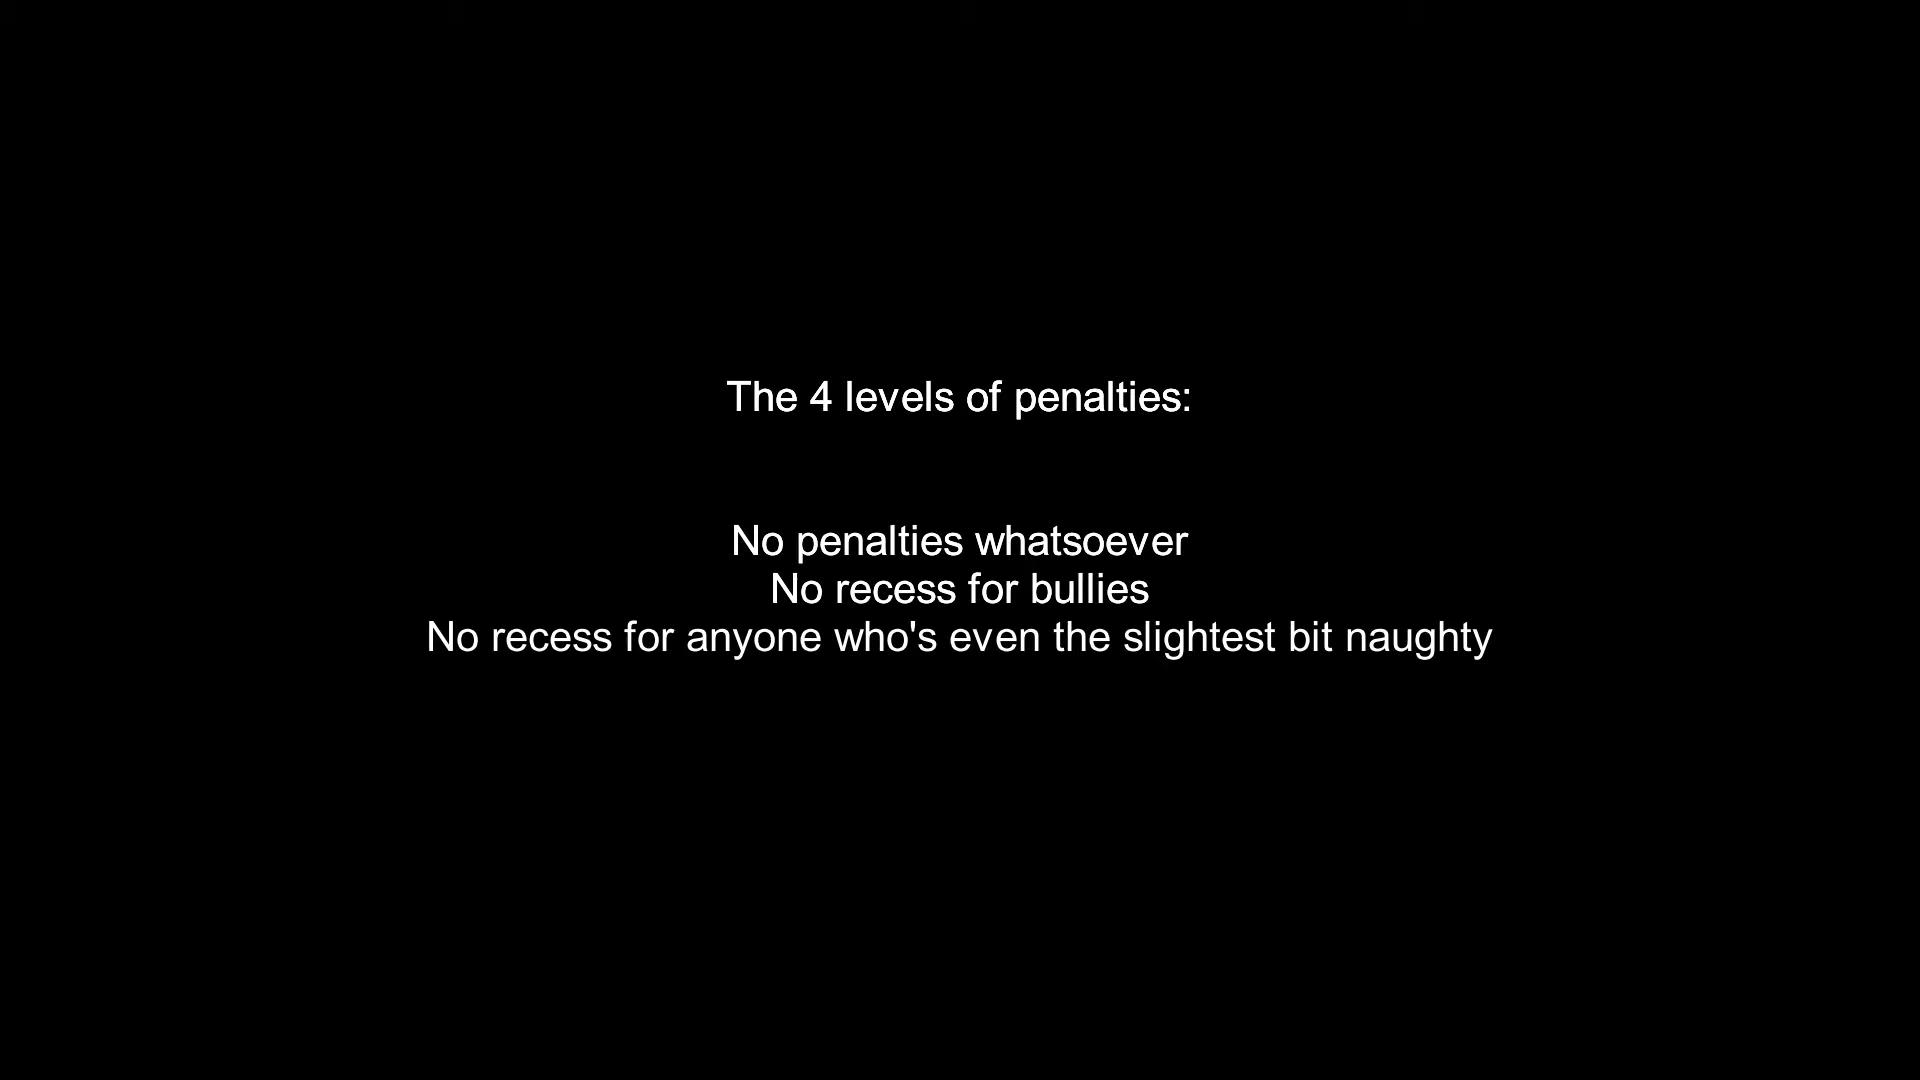 The 4 levels of penalties:
No penalties whatsoever
No recess for bullies
No recess for anyone who's even the slightest bit naughty